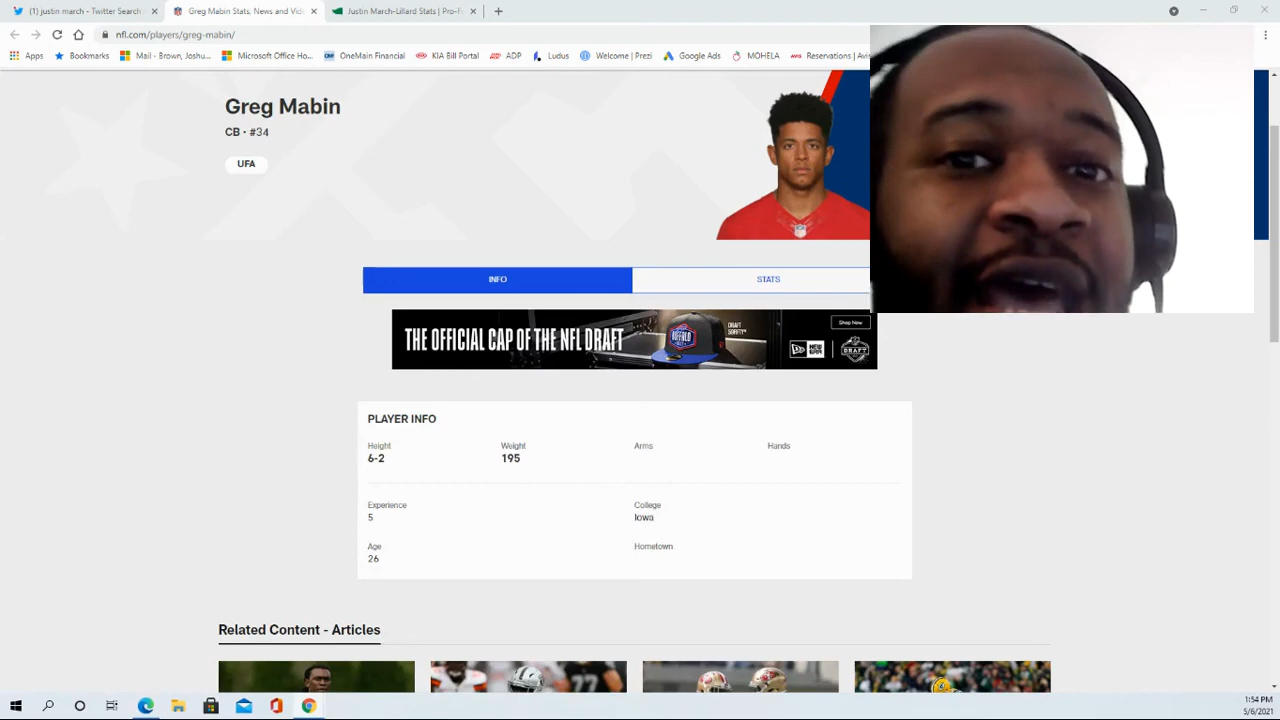 (1) justin march - Twitter Search
Greg Mabin Stats, News and Vid
Justin March-Lillard Stats | Pro-F
nfl.com/players/greg-mabin/
Apps
Bookmarks
Mail - Brown, Joshu...
Microsoft Office Ho...
OneMain Financial
KIA Bill Portal
ADP
Ludus
Welcome | Prezi
Google Ads
MOHELA
Reservations | Avi
Greg Mabin
CB · #34
UFA
INFO
STATS
THE OFFICIAL CAP OF THE NFL DRAFT
Shop Now
NEW ERA
DRAFT
PLAYER INFO
Height
Weight
Arms
Hands
6-2
195
Experience
College
5
Iowa
Age
Hometown
26
Related Content - Articles
1:54 PM
5/6/2021